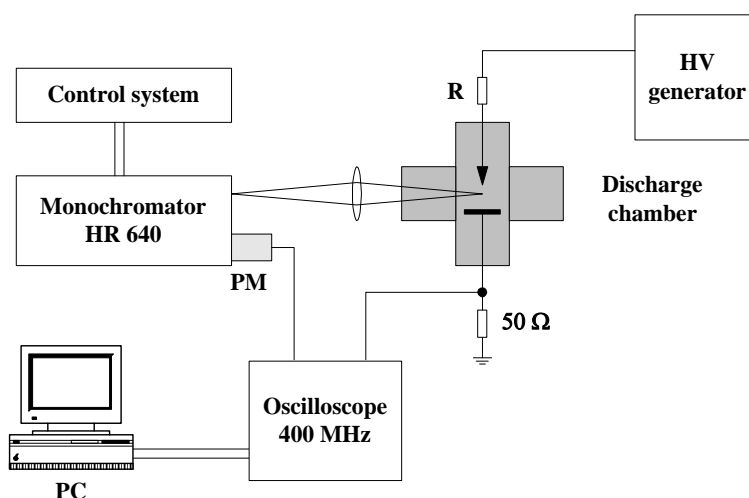 HV
generator
Control system
R
Monochromator
HR 640
Discharge
chamber
PM
50 Ω
Oscilloscope
400 MHz
PC